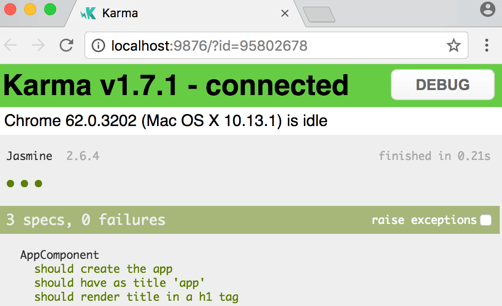 Karma
localhost:9876/?id=95802678
Karma v1.7.1 - connected
DEBUG
Chrome 62.0.3202 (Mac OS X 10.13.1) is idle
Jasmine 2.6.4
finished in 0.21s
3 specs, 0 failures
raise exceptions
AppComponent
should create the app
should have as title 'app'
should render title in a h1 tag